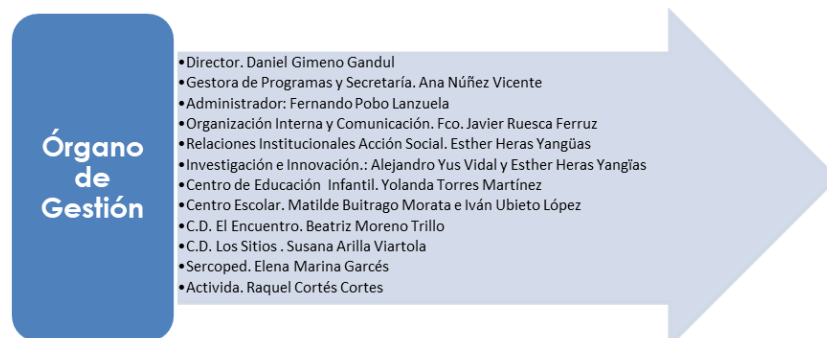 Órgano
de
Gestión
•Director. Daniel Gimeno Gandul
•Gestora de Programas y Secretaría. Ana Núñez Vicente
•Administrador: Fernando Pobo Lanzuela
•Organización Interna y Comunicación. Fco. Javier Ruesca Ferruz
•Relaciones Institucionales Acción Social. Esther Heras Yangüas
•Investigación e Innovación.: Alejandro Yus Vidal y Esther Heras Yangïas
•Centro de Educación Infantil. Yolanda Torres Martínez
•Centro Escolar. Matilde Buitrago Morata e Iván Ubieto López
•C.D. El Encuentro. Beatriz Moreno Trillo
•C.D. Los Sitios . Susana Arilla Viartola
•Sercoped. Elena Marina Garcés
•Activida. Raquel Cortés Cortes